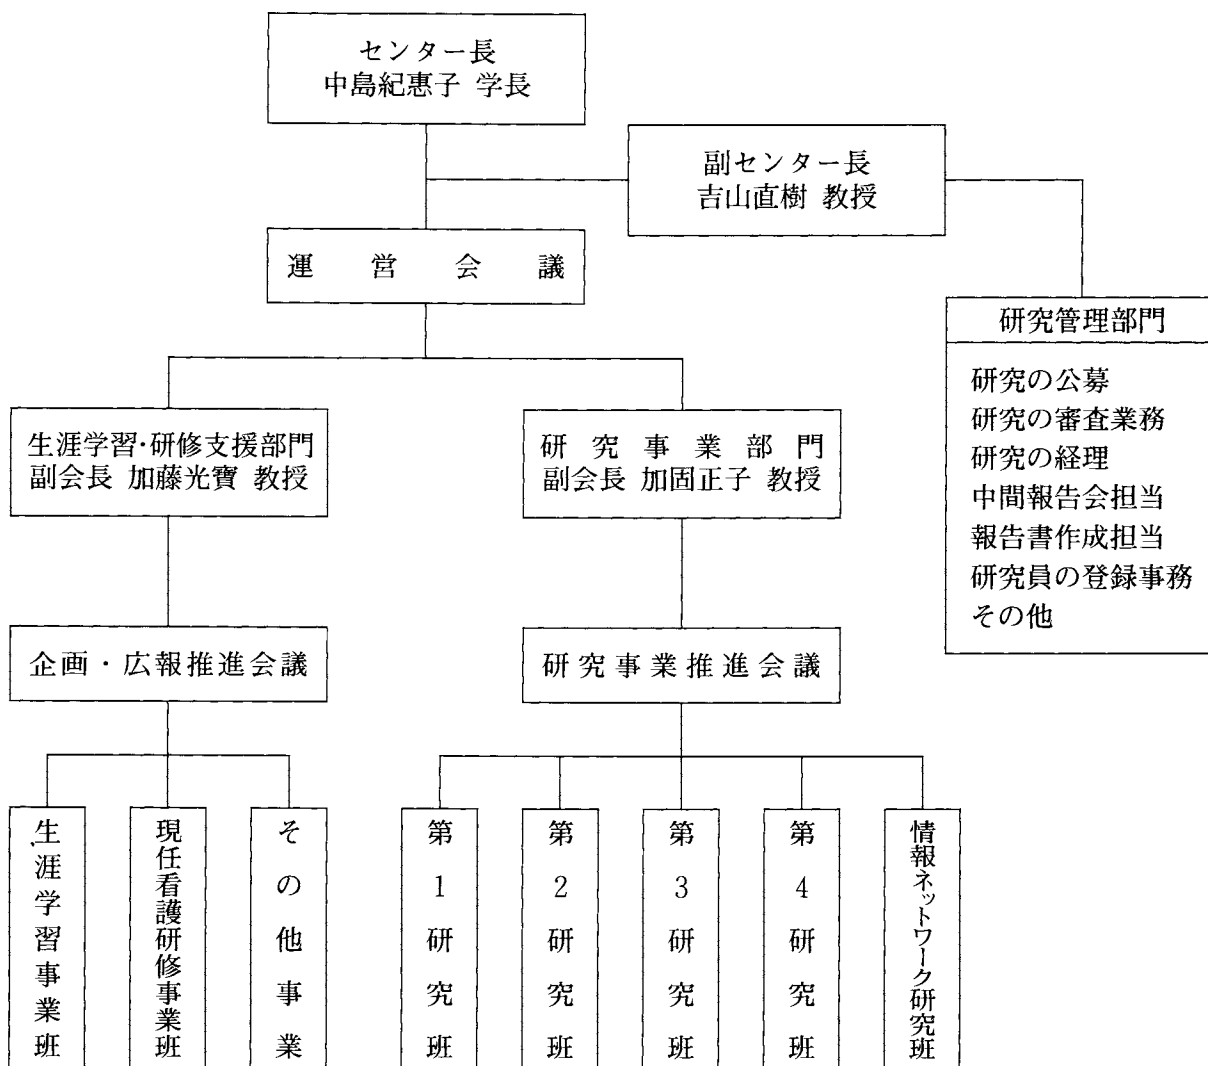 センター長
中島紀惠子 学長
副センター長
吉山直樹 教授
運営会議
研究管理部門
研究の公募
研究の審査業務
研究の経理
中間報告会担当
報告書作成担当
研究員の登録事務
その他
生涯学習・研修支援部門
副会長 加藤光寶 教授
研究事業部門
副会長 加固正子 教授
企画・広報推進会議
研究事業推進会議
生涯学習事業班
現任看護研修事業班
その他事業
第1研究班
第2研究班
第3研究班
第4研究班
情報ネットワーク研究班